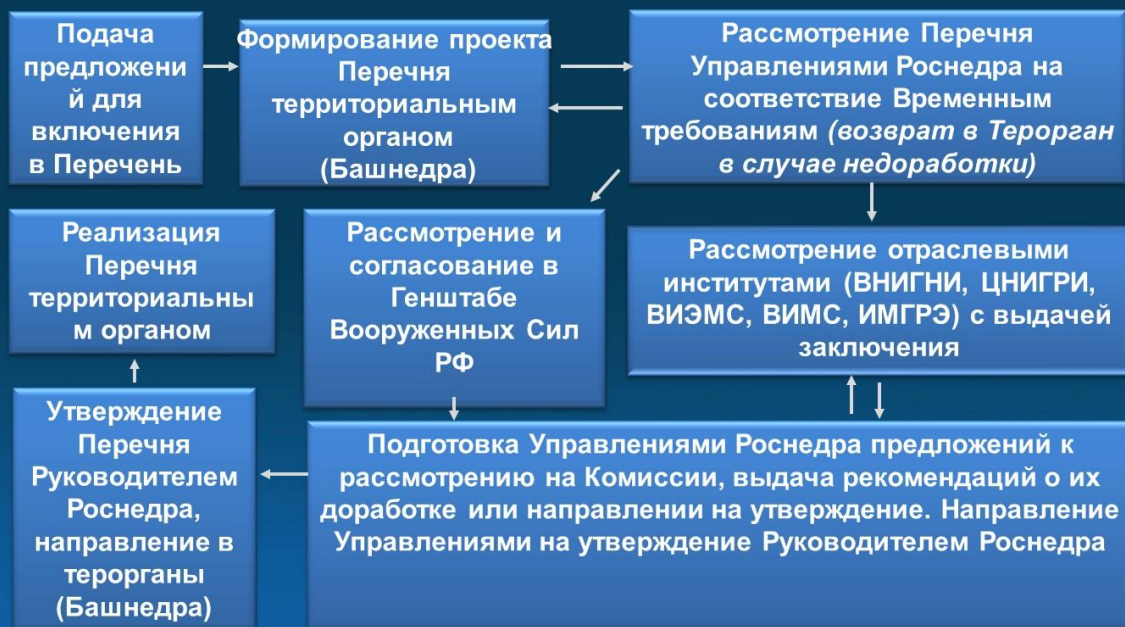 Подача
предложени
й для
включения
в Перечень
Формирование проекта
Перечня
территориальным
органом
(Башнедра)
Рассмотрение Перечня
Управлениями Роснедра на
соответствие Временным
требованиям (возврат в Терорган
в случае недоработки)
Реализация
Перечня
территориальны
м органом
Рассмотрение и
согласование в
Генштабе
Вооруженных Сил
РФ
Рассмотрение отраслевыми
институтами (ВНИГНИ, ЦНИГРИ,
ВИЭМС, ВИМС, ИМГРЭ) с выдачей
заключения
Утверждение
Перечня
Руководителем
Роснедра,
направление в
терорганы
(Башнедра)
Подготовка Управлениями Роснедра предложений к
рассмотрению на Комиссии, выдача рекомендаций о их
доработке или направлении на утверждение. Направление
Управлениями на утверждение Руководителем Роснедра